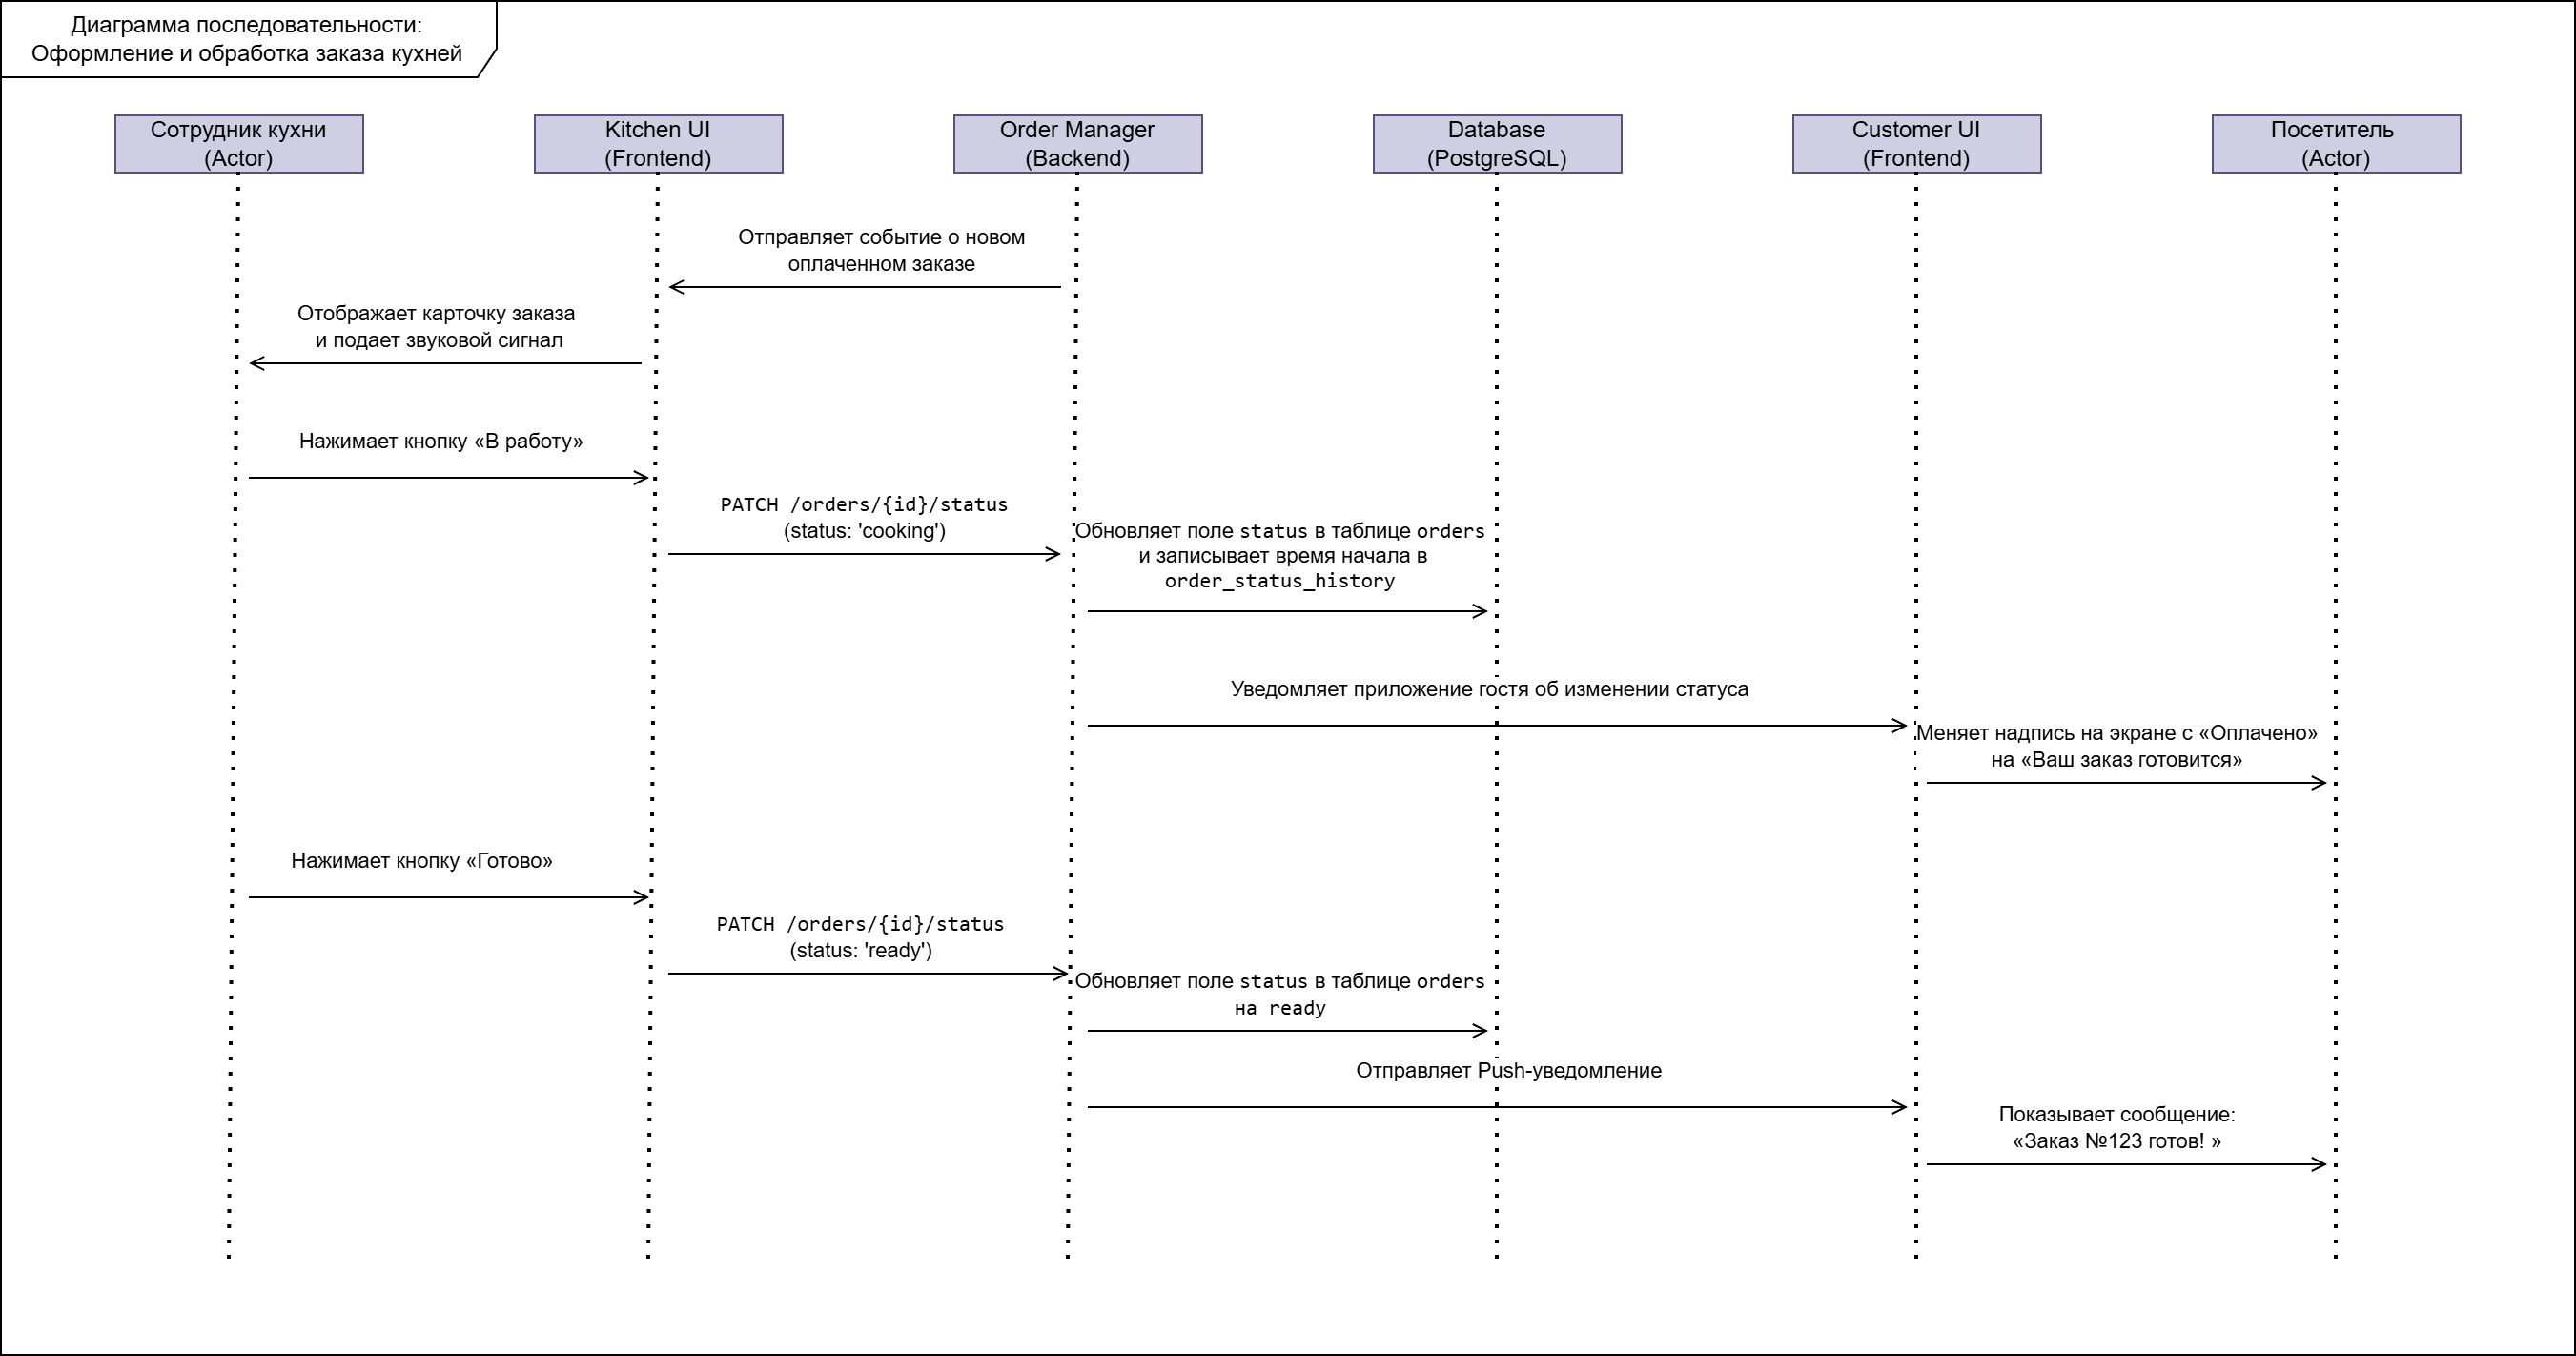 Диаграмма последовательности:
Оформление и обработка заказа кухней
Сотрудник кухни
(Actor)
Kitchen UI
(Frontend)
Order Manager
(Backend)
Database
(PostgreSQL)
Customer UI
(Frontend)
Посетитель
(Actor)
Отправляет событие о новом
оплаченном заказе
Отображает карточку заказа
и подает звуковой сигнал
Нажимает кнопку «В работу»
PATCH /orders/{id}/status
(status: 'cooking')
Обновляет поле status в таблице orders
и записывает время начала в
order_status_history
Уведомляет приложение гостя об изменении статуса
Меняет надпись на экране с «Оплачено»
на «Ваш заказ готовится»
Нажимает кнопку «Готово»
PATCH /orders/{id}/status
(status: 'ready')
Обновляет поле status в таблице orders
на ready
Отправляет Push-уведомление
Показывает сообщение:
«Заказ №123 готов! »